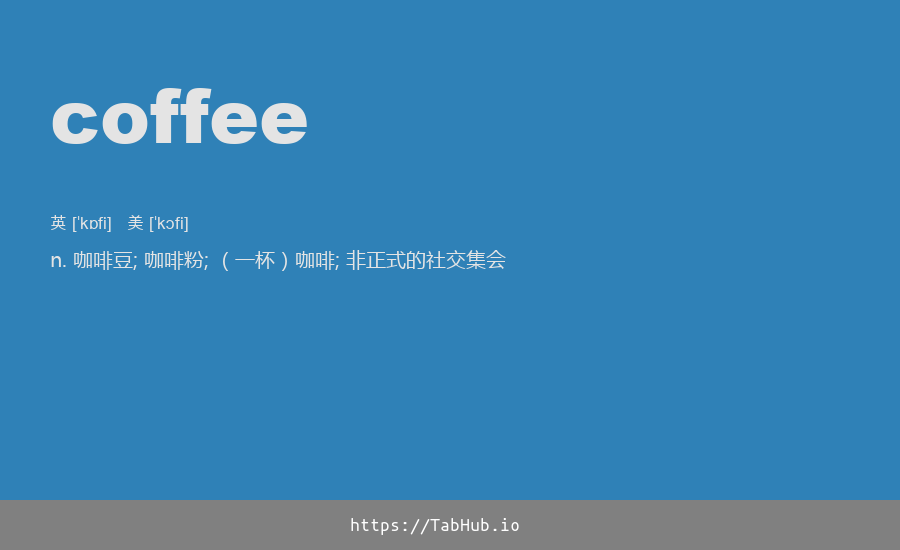 coffee
英 [ˈkɒfi]   美 [ˈkɔfi]
n. 咖啡豆; 咖啡粉; （一杯）咖啡; 非正式的社交集会
https://TabHub.io